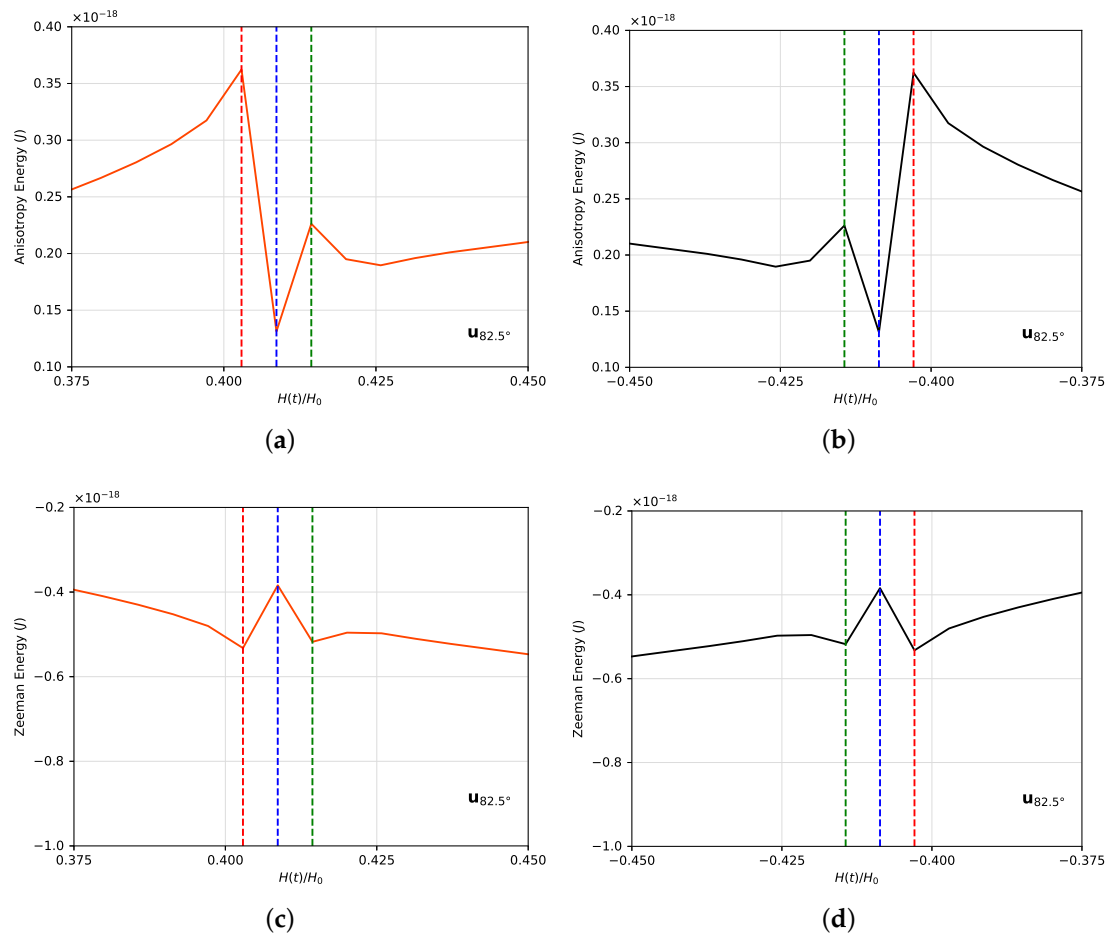 ×10⁻¹⁸
0.40
0.35
0.30
0.25
0.20
0.15
0.10
Anisotropy Energy (J)
u82.5°
0.375
0.400
0.425
0.450
H(t)/H₀
(a)
×10⁻¹⁸
0.40
0.35
0.30
0.25
0.20
0.15
0.10
Anisotropy Energy (J)
u82.5°
−0.450
−0.425
−0.400
−0.375
H(t)/H₀
(b)
×10⁻¹⁸
−0.2
−0.4
−0.6
−0.8
−1.0
Zeeman Energy (J)
u82.5°
0.375
0.400
0.425
0.450
H(t)/H₀
(c)
×10⁻¹⁸
−0.2
−0.4
−0.6
−0.8
−1.0
Zeeman Energy (J)
u82.5°
−0.450
−0.425
−0.400
−0.375
H(t)/H₀
(d)